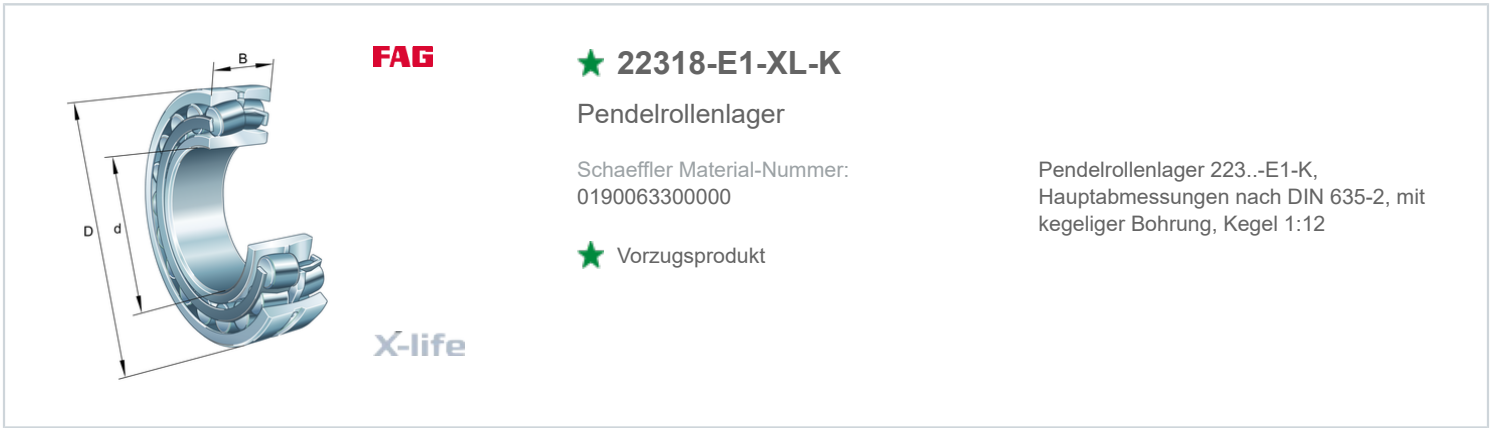 B
FAG
D
d
X-life
22318-E1-XL-K
Pendelrollenlager
Schaeffler Material-Nummer:
0190063300000
Vorzugsprodukt
Pendelrollenlager 223..-E1-K,
Hauptabmessungen nach DIN 635-2, mit
kegeliger Bohrung, Kegel 1:12